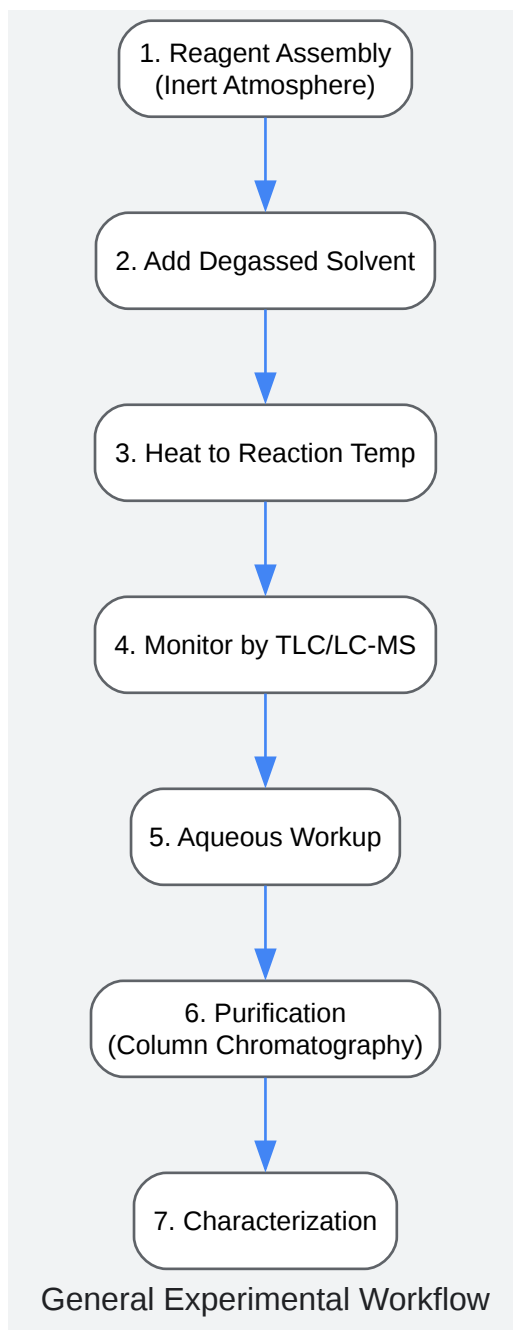 1. Reagent Assembly
(Inert Atmosphere)
2. Add Degassed Solvent
3. Heat to Reaction Temp
4. Monitor by TLC/LC-MS
5. Aqueous Workup
6. Purification
(Column Chromatography)
7. Characterization
General Experimental Workflow